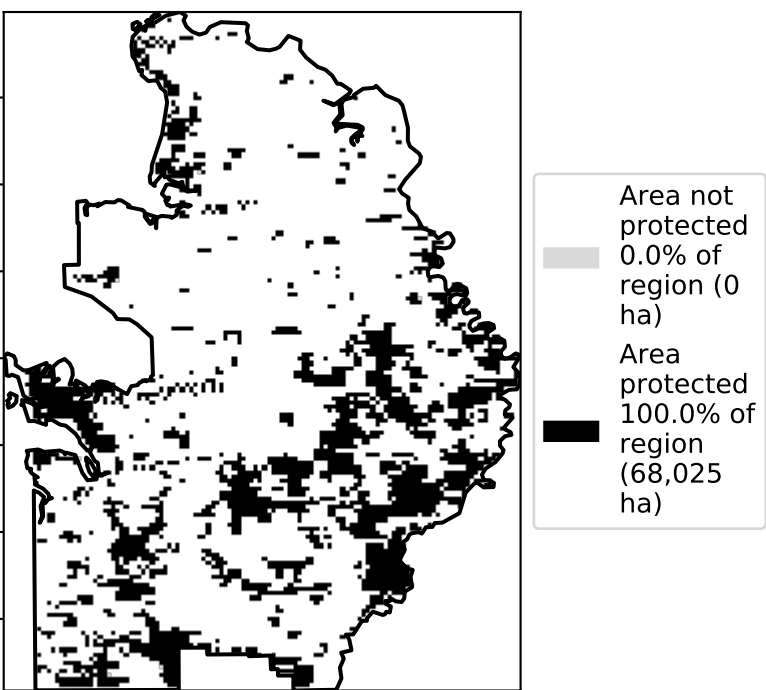 Area not
protected
0.0% of
region (0
ha)
Area
protected
100.0% of
region
(68,025
ha)